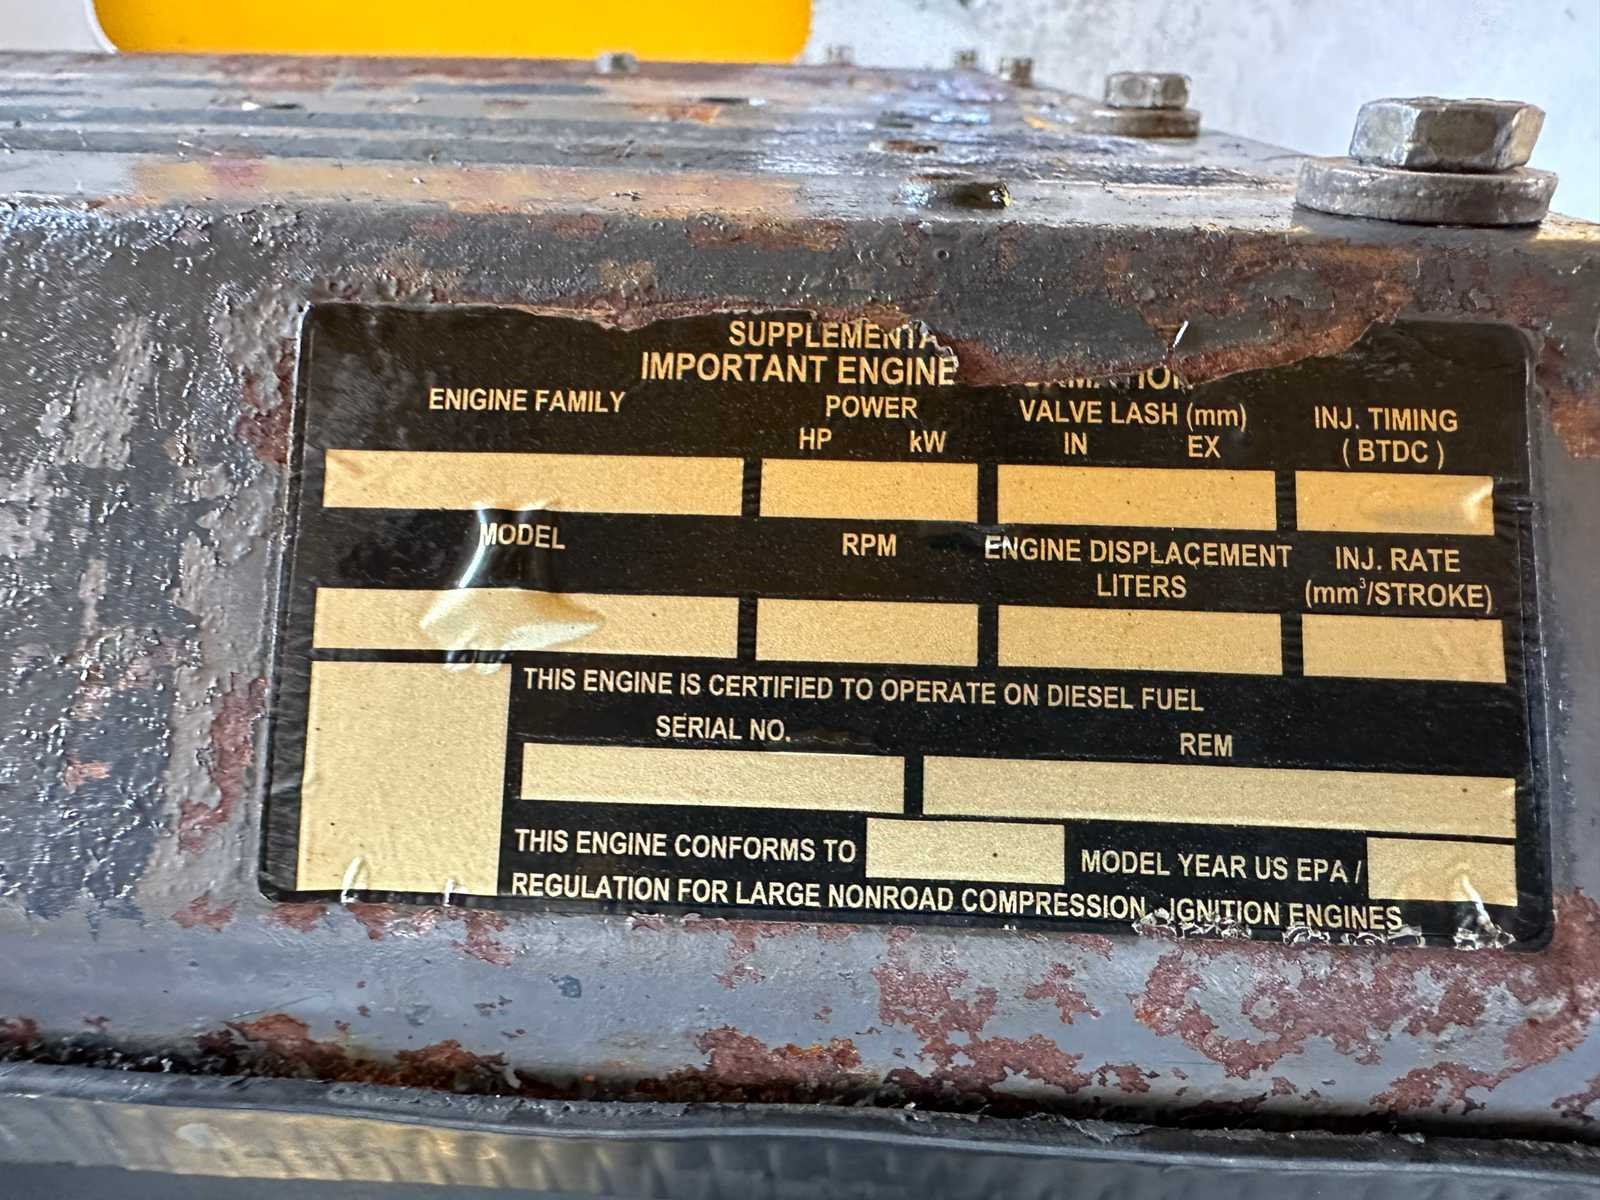 SUPPLEMENTA
IMPORTANT ENGINE
ENIGINE FAMILY
POWER
HP kW
VALVE LASH (mm)
IN EX
INJ. TIMING
( BTDC )
MODEL
RPM
ENGINE DISPLACEMENT
LITERS
INJ. RATE
(mm³/STROKE)
THIS ENGINE IS CERTIFIED TO OPERATE ON DIESEL FUEL
SERIAL NO.
REM
THIS ENGINE CONFORMS TO MODEL YEAR US EPA /
REGULATION FOR LARGE NONROAD COMPRESSION - IGNITION ENGINES